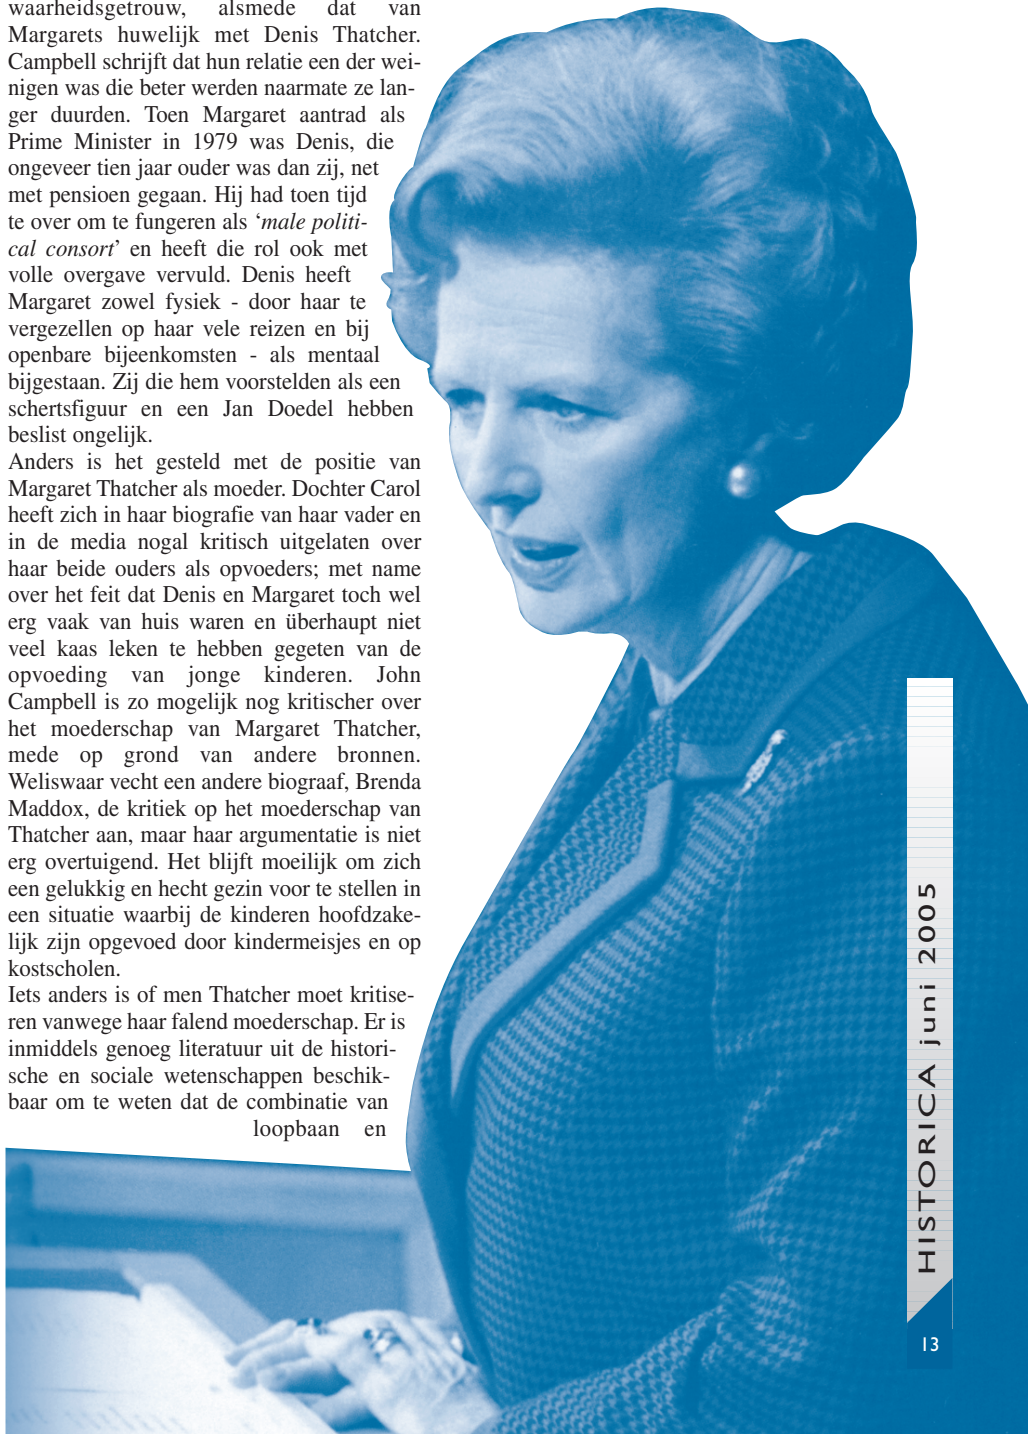 waarheidsgetrouw, alsmede dat van
Margarets huwelijk met Denis Thatcher.
Campbell schrijft dat hun relatie een der wei-
nigen was die beter werden naarmate ze lan-
ger duurden. Toen Margaret aantrad als
Prime Minister in 1979 was Denis, die
ongeveer tien jaar ouder was dan zij, net
met pensioen gegaan. Hij had toen tijd
te over om te fungeren als ‘male politi-
cal consort’ en heeft die rol ook met
volle overgave vervuld. Denis heeft
Margaret zowel fysiek - door haar te
vergezellen op haar vele reizen en bij
openbare bijeenkomsten - als mentaal
bijgestaan. Zij die hem voorstelden als een
schertsfiguur en een Jan Doedel hebben
beslist ongelijk.
Anders is het gesteld met de positie van
Margaret Thatcher als moeder. Dochter Carol
heeft zich in haar biografie van haar vader en
in de media nogal kritisch uitgelaten over
haar beide ouders als opvoeders; met name
over het feit dat Denis en Margaret toch wel
erg vaak van huis waren en überhaupt niet
veel kaas leken te hebben gegeten van de
opvoeding van jonge kinderen. John
Campbell is zo mogelijk nog kritischer over
het moederschap van Margaret Thatcher,
mede op grond van andere bronnen.
Weliswaar vecht een andere biograaf, Brenda
Maddox, de kritiek op het moederschap van
Thatcher aan, maar haar argumentatie is niet
erg overtuigend. Het blijft moeilijk om zich
een gelukkig en hecht gezin voor te stellen in
een situatie waarbij de kinderen hoofdzake-
lijk zijn opgevoed door kindermeisjes en op
kostscholen.
Iets anders is of men Thatcher moet kritise-
ren vanwege haar falend moederschap. Er is
inmiddels genoeg literatuur uit de histori-
sche en sociale wetenschappen beschik-
baar om te weten dat de combinatie van
loopbaan en
HISTORICA juni 2005
13